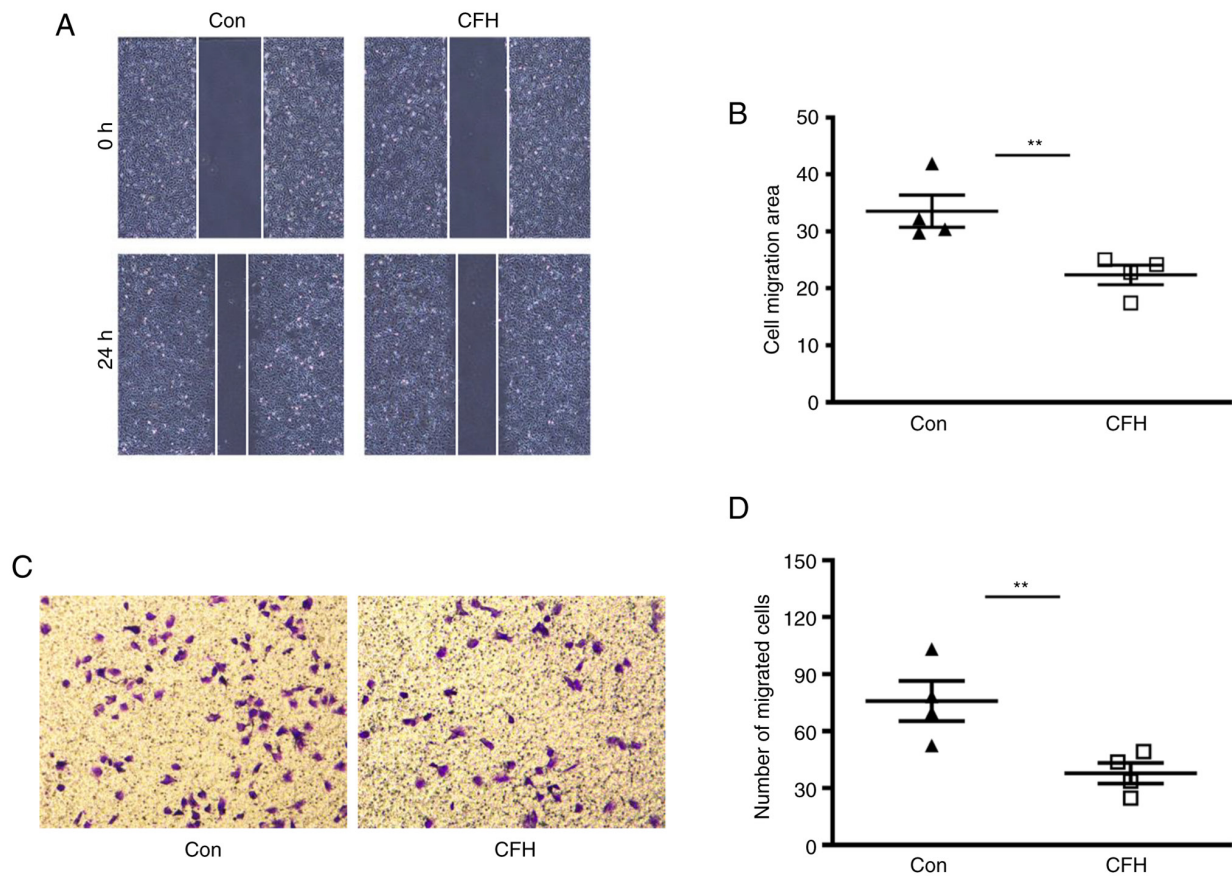 A
Con
CFH
0 h
24 h
B
50
40
30
20
10
0
Cell migration area
**
Con
CFH
C
Con
CFH
D
150
120
90
60
30
0
Number of migrated cells
**
Con
CFH